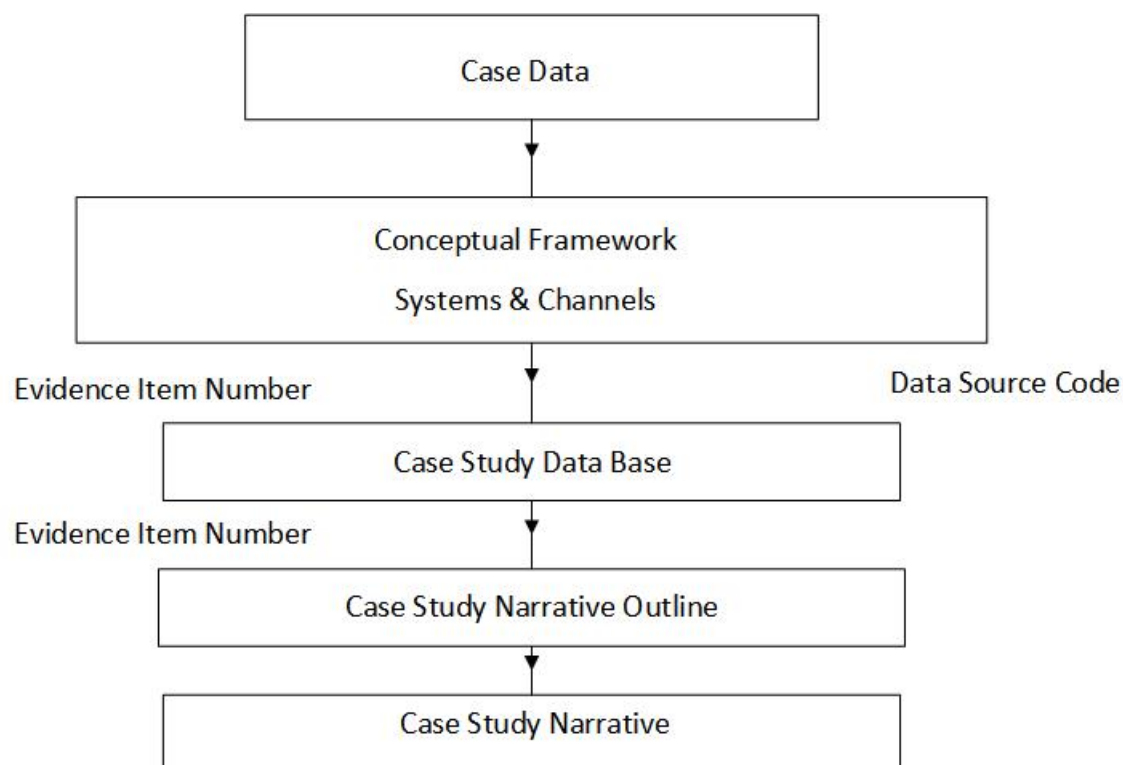 Case Data
Conceptual Framework
Systems & Channels
Evidence Item Number
Data Source Code
Case Study Data Base
Evidence Item Number
Case Study Narrative Outline
Case Study Narrative